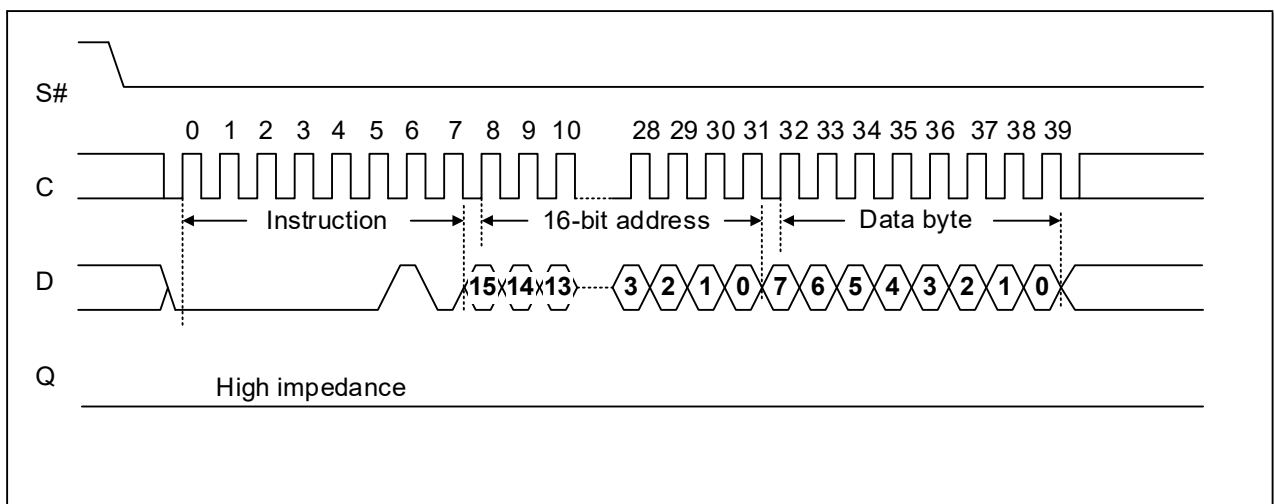 S#
0 1 2 3 4 5 6 7 8 9 10 28 29 30 31 32 33 34 35 36 37 38 39
C
Instruction 16-bit address Data byte
D
15 14 13 3 2 1 0 7 6 5 4 3 2 1 0
Q
High impedance